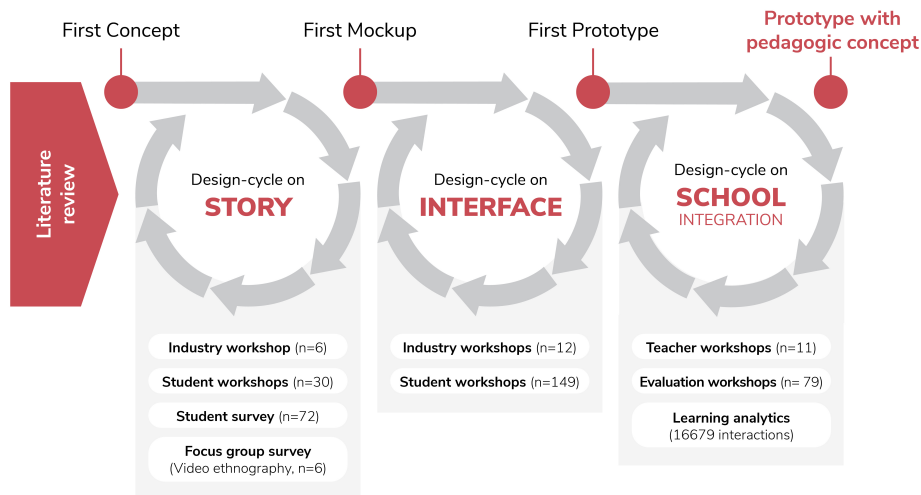 First Concept
First Mockup
First Prototype
Prototype with
pedagogic concept
Literature
review
Design-cycle on
STORY
Industry workshop (n=6)
Student workshops (n=30)
Student survey (n=72)
Focus group survey
(Video ethnography, n=6)
Design-cycle on
INTERFACE
Industry workshops (n=12)
Student workshops (n=149)
Design-cycle on
SCHOOL
INTEGRATION
Teacher workshops (n=11)
Evaluation workshops (n= 79)
Learning analytics
(16679 interactions)